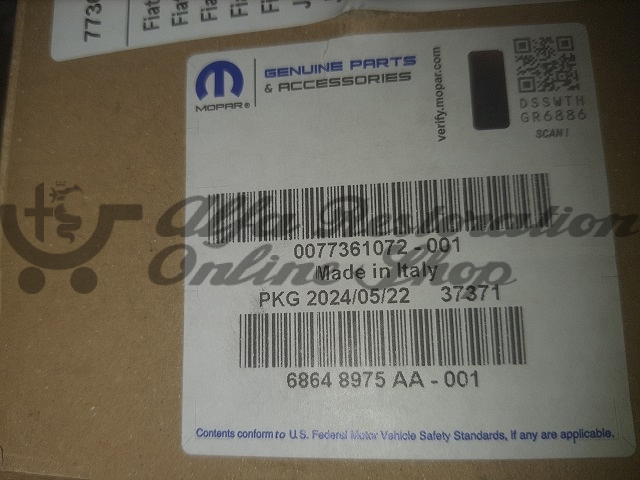 773
Fiat
Fiat
Fiat
Fiat
MOPAR®
GENUINE PARTS
& ACCESSORIES
verify.mopar.com
DSSWTH
GR6886
SCAN!
Alfa Restoration
Online Shop
0077361072-001
Made in Italy
PKG 2024/05/22 37371
6864 8975 AA-001
Contents conform to U.S. Federal Motor Vehicle Safety Standards, if any are applicable.